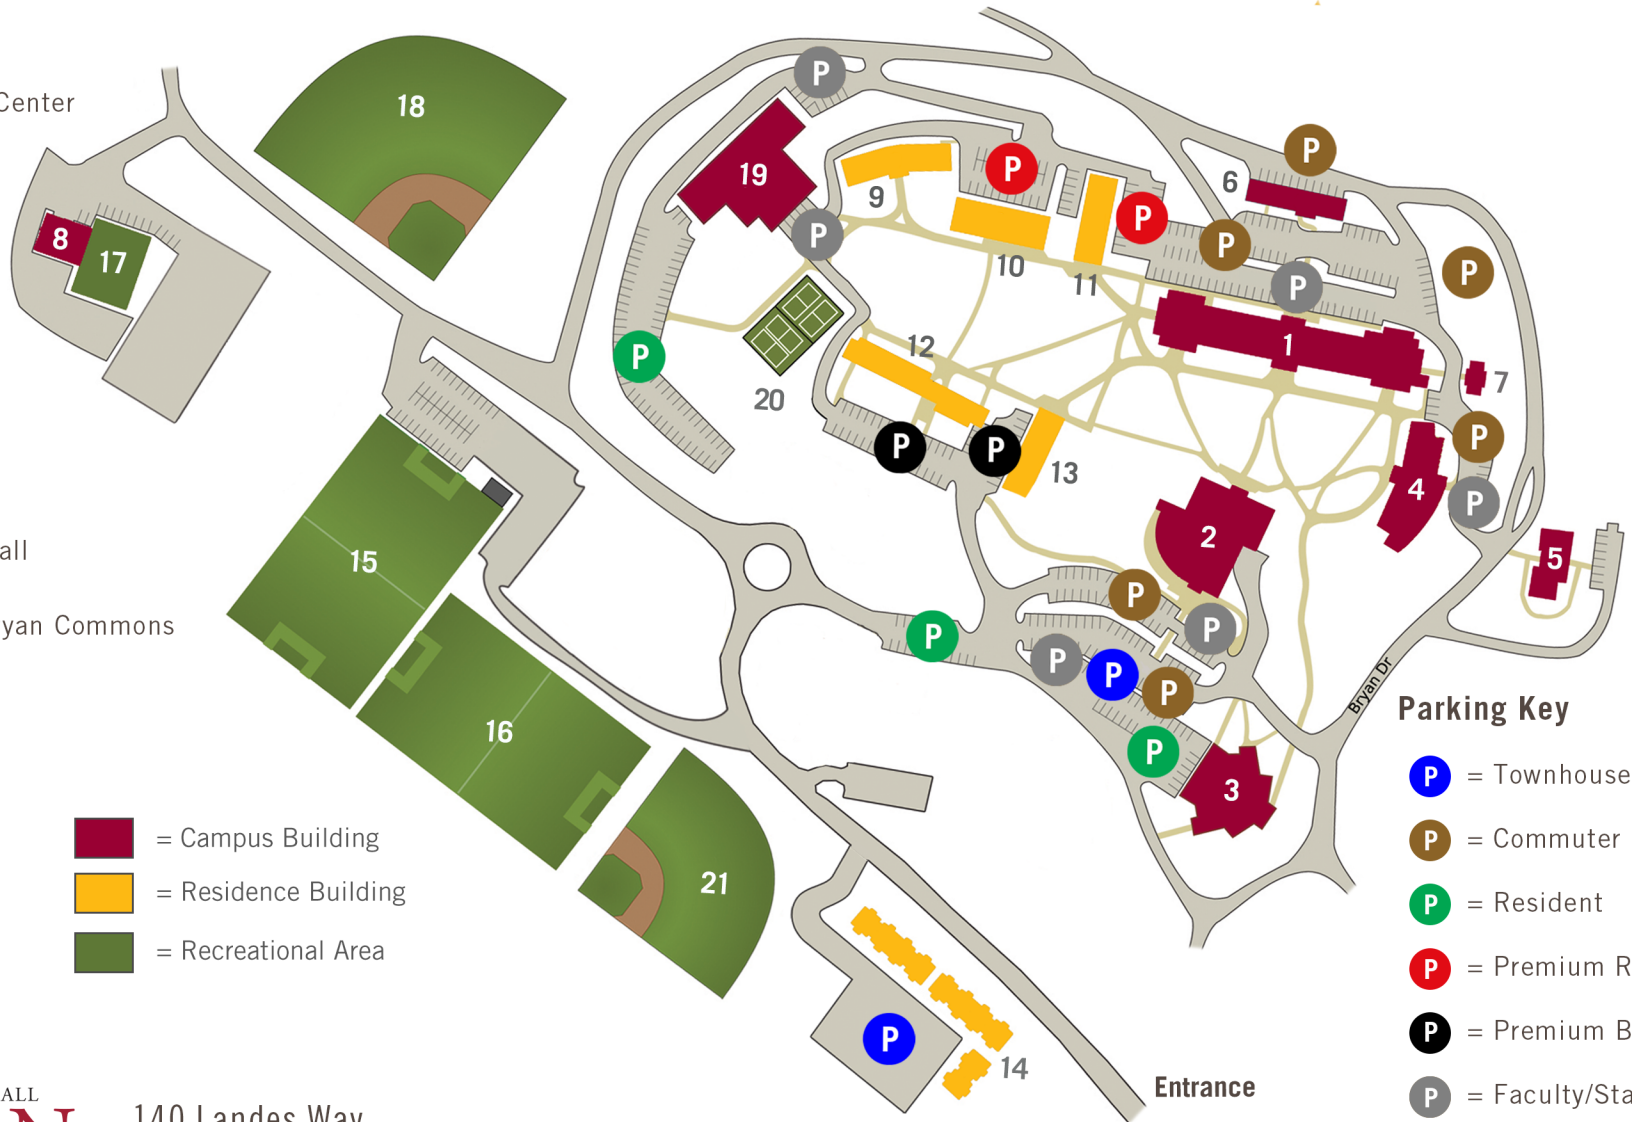 Center
18
P
19
9
P
P
6
P
8
17
P
10
11
P
P
P
1
7
P
12
20
P
P
13
4
P
P
2
5
15
P
P
P
P
P
P
Bryan Dr
all
yan Commons
16
P
3
Parking Key
P = Townhouse
P = Commuter
P = Resident
P = Premium R
P = Premium B
P = Faculty/Sta
= Campus Building
= Residence Building
= Recreational Area
21
P
14
Entrance
ALL
N
140 Landes Way